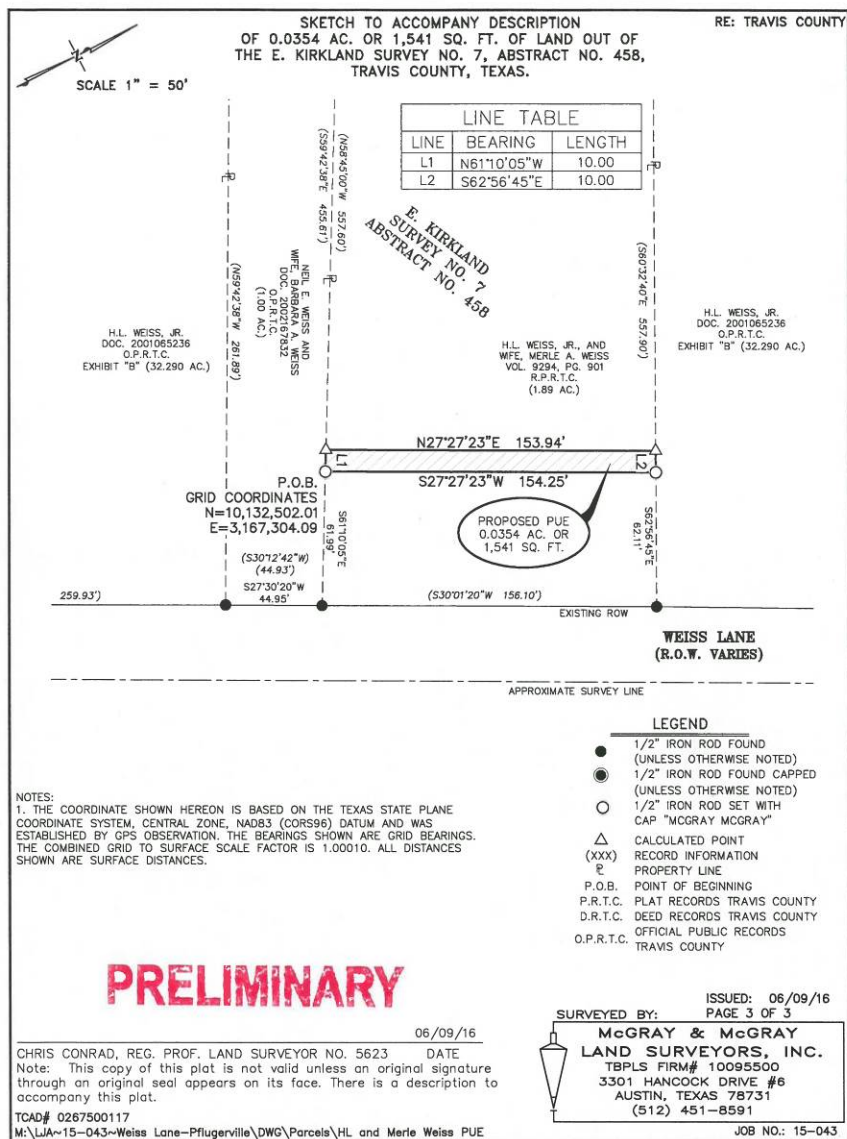 SKETCH TO ACCOMPANY DESCRIPTION
OF 0.0354 AC. OR 1,541 SQ. FT. OF LAND OUT OF
THE E. KIRKLAND SURVEY NO. 7, ABSTRACT NO. 458,
TRAVIS COUNTY, TEXAS.
RE: TRAVIS COUNTY
N
SCALE 1" = 50'
LINE TABLE
LINE BEARING LENGTH
L1 N61°10'05"W 10.00
L2 S62°56'45"E 10.00
(N59°42'38"W 261.89')
(S59°42'38"E 455.61')
(N58°45'00"W 557.60')
(S60°32'40"E 557.90')
E. KIRKLAND
SURVEY NO. 7
ABSTRACT NO. 458
H.L. WEISS, JR.
DOC. 2001065236
O.P.R.T.C.
EXHIBIT "B" (32.290 AC.)
NEIL E. WEISS AND
WIFE, BARBARA A. WEISS
DOC. 2002167832
O.P.R.T.C.
(1.00 AC.)
H.L. WEISS, JR., AND
WIFE, MERLE A. WEISS
VOL. 9294, PG. 901
R.P.R.T.C.
(1.89 AC.)
H.L. WEISS, JR.
DOC. 2001065236
O.P.R.T.C.
EXHIBIT "B" (32.290 AC.)
N27°27'23"E 153.94'
L1
L2
S27°27'23"W 154.25'
P.O.B.
GRID COORDINATES
N=10,132,502.01
E=3,167,304.09
PROPOSED PUE
0.0354 AC. OR
1,541 SQ. FT.
S61°10'05"E
61.99'
S62°56'45"E
62.11'
(S30°12'42"W)
(44.93')
S27°30'20"W
44.95'
259.93')
(S30°01'20"W 156.10')
EXISTING ROW
WEISS LANE
(R.O.W. VARIES)
APPROXIMATE SURVEY LINE
LEGEND
1/2" IRON ROD FOUND
(UNLESS OTHERWISE NOTED)
1/2" IRON ROD FOUND CAPPED
(UNLESS OTHERWISE NOTED)
1/2" IRON ROD SET WITH
CAP "MCGRAY MCGRAY"
CALCULATED POINT
(XXX) RECORD INFORMATION
PROPERTY LINE
P.O.B. POINT OF BEGINNING
P.R.T.C. PLAT RECORDS TRAVIS COUNTY
D.R.T.C. DEED RECORDS TRAVIS COUNTY
O.P.R.T.C. OFFICIAL PUBLIC RECORDS
TRAVIS COUNTY
NOTES:
1. THE COORDINATE SHOWN HEREON IS BASED ON THE TEXAS STATE PLANE
COORDINATE SYSTEM, CENTRAL ZONE, NAD83 (CORS96) DATUM AND WAS
ESTABLISHED BY GPS OBSERVATION. THE BEARINGS SHOWN ARE GRID BEARINGS.
THE COMBINED GRID TO SURFACE SCALE FACTOR IS 1.00010. ALL DISTANCES
SHOWN ARE SURFACE DISTANCES.
PRELIMINARY
06/09/16
CHRIS CONRAD, REG. PROF. LAND SURVEYOR NO. 5623 DATE
Note: This copy of this plat is not valid unless an original signature
through an original seal appears on its face. There is a description to
accompany this plat.
TCAD# 0267500117
M:\LJA~15-043~Weiss Lane-Pflugerville\DWG\Parcels\HL and Merle Weiss PUE
ISSUED: 06/09/16
SURVEYED BY: PAGE 3 OF 3
McGRAY & McGRAY
LAND SURVEYORS, INC.
TBPLS FIRM# 10095500
3301 HANCOCK DRIVE #6
AUSTIN, TEXAS 78731
(512) 451-8591
JOB NO.: 15-043